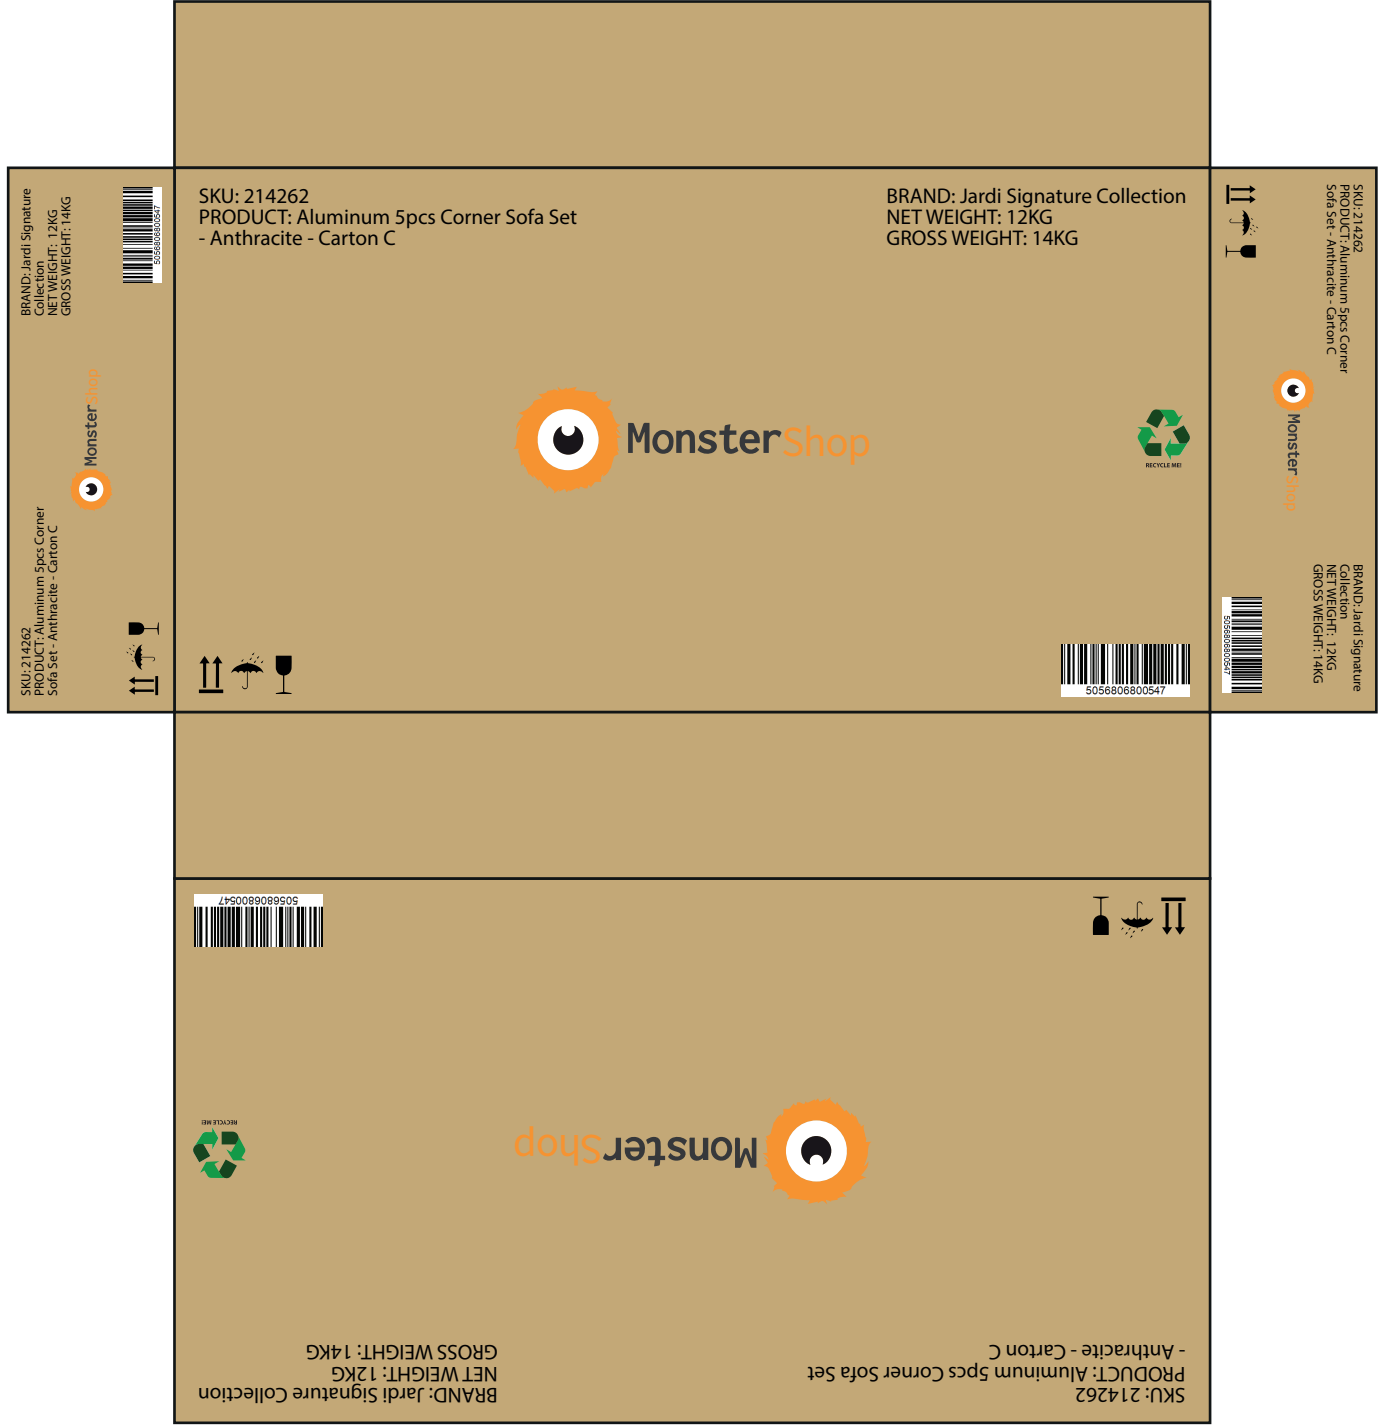 SKU: 214262
PRODUCT: Aluminum 5pcs Corner Sofa Set
- Anthracite - Carton C
BRAND: Jardi Signature Collection
NET WEIGHT: 12KG
GROSS WEIGHT: 14KG
MonsterShop
RECYCLE ME!
5056806800547
BRAND: Jardi Signature
Collection
NET WEIGHT: 12KG
GROSS WEIGHT: 14KG
5056806800547
MonsterShop
SKU: 214262
PRODUCT: Aluminum 5pcs Corner
Sofa Set - Anthracite - Carton C
SKU: 214262
PRODUCT: Aluminum 5pcs Corner
Sofa Set - Anthracite - Carton C
MonsterShop
BRAND: Jardi Signature
Collection
NET WEIGHT: 12KG
GROSS WEIGHT: 14KG
5056806800547
SKU: 214262
PRODUCT: Aluminum 5pcs Corner Sofa Set
- Anthracite - Carton C
BRAND: Jardi Signature Collection
NET WEIGHT: 12KG
GROSS WEIGHT: 14KG
MonsterShop
RECYCLE ME!
5056806800547